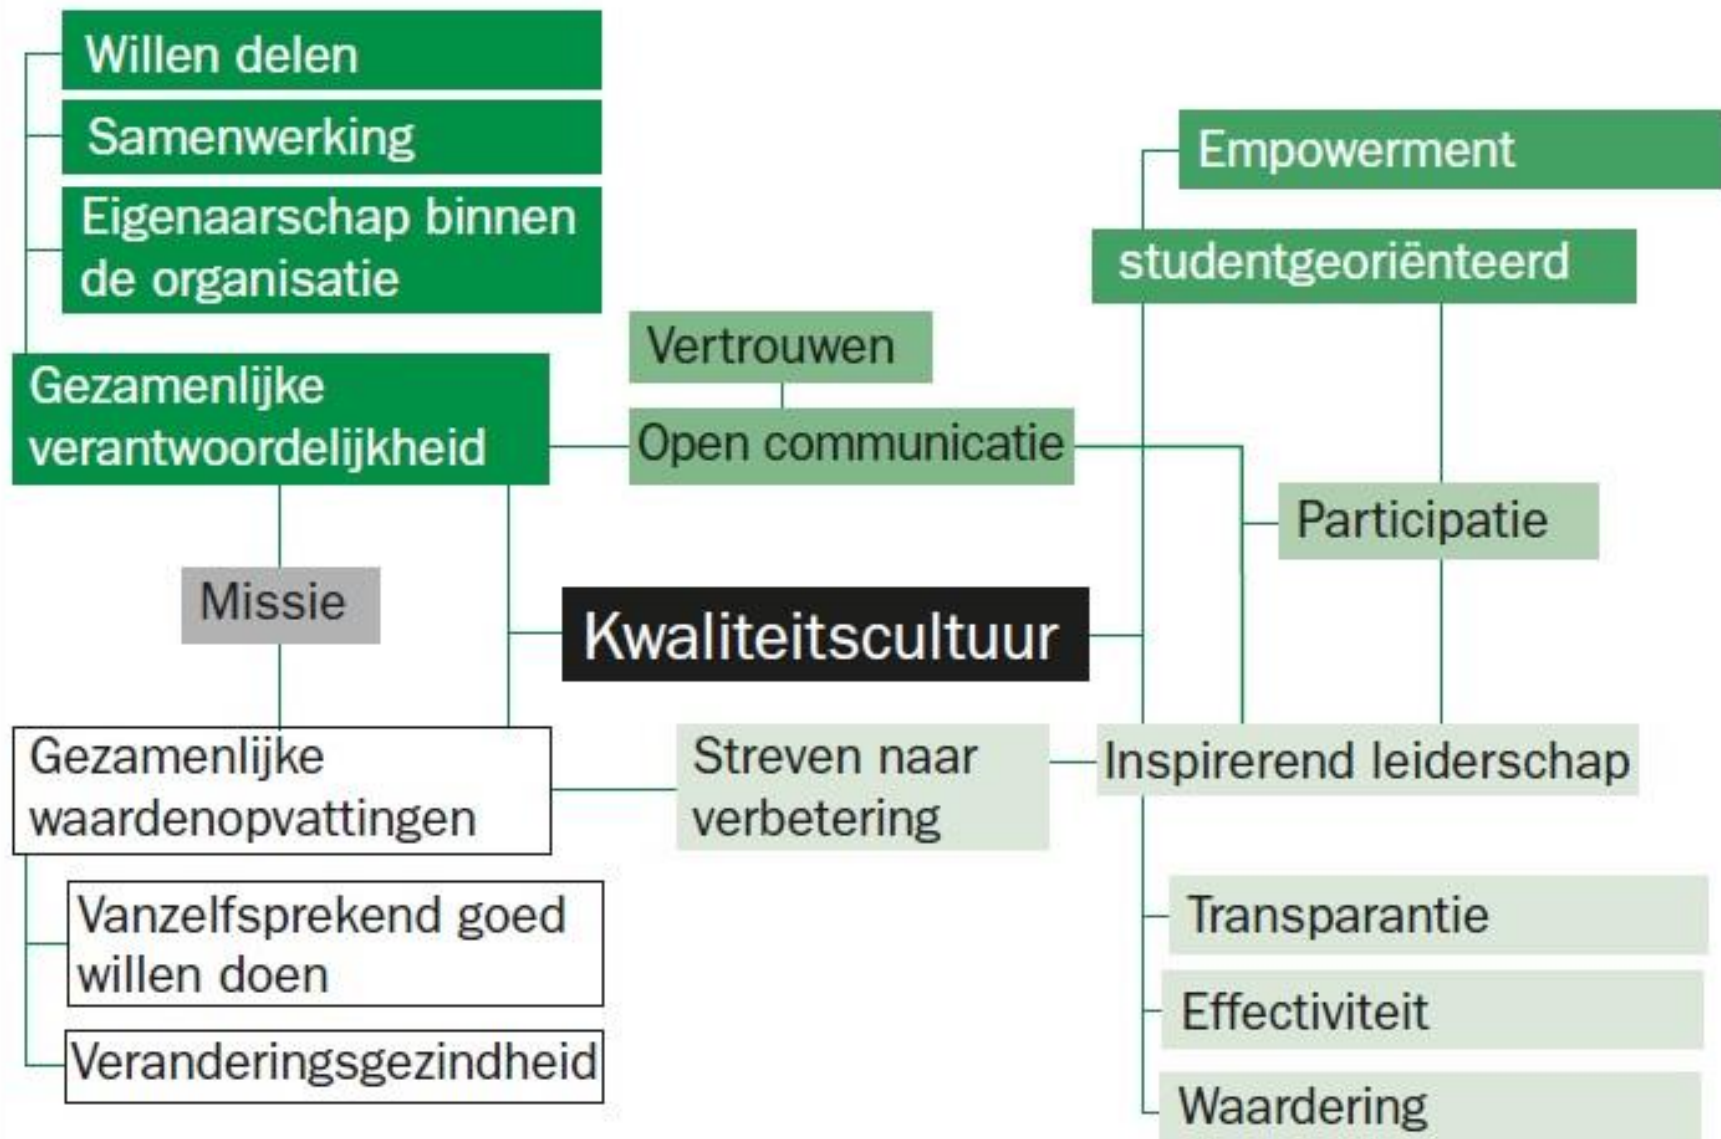 Willen delen
Samenwerking
Eigenaarschap binnen
de organisatie
Gezamenlijke
verantwoordelijkheid
Missie
Gezamenlijke
waardenopvattingen
Vanzelfsprekend goed
willen doen
Veranderingsgezindheid
Vertrouwen
Open communicatie
Kwaliteitscultuur
Streven naar
verbetering
Empowerment
studentgeoriënteerd
Participatie
Inspirerend leiderschap
Transparantie
Effectiviteit
Waardering